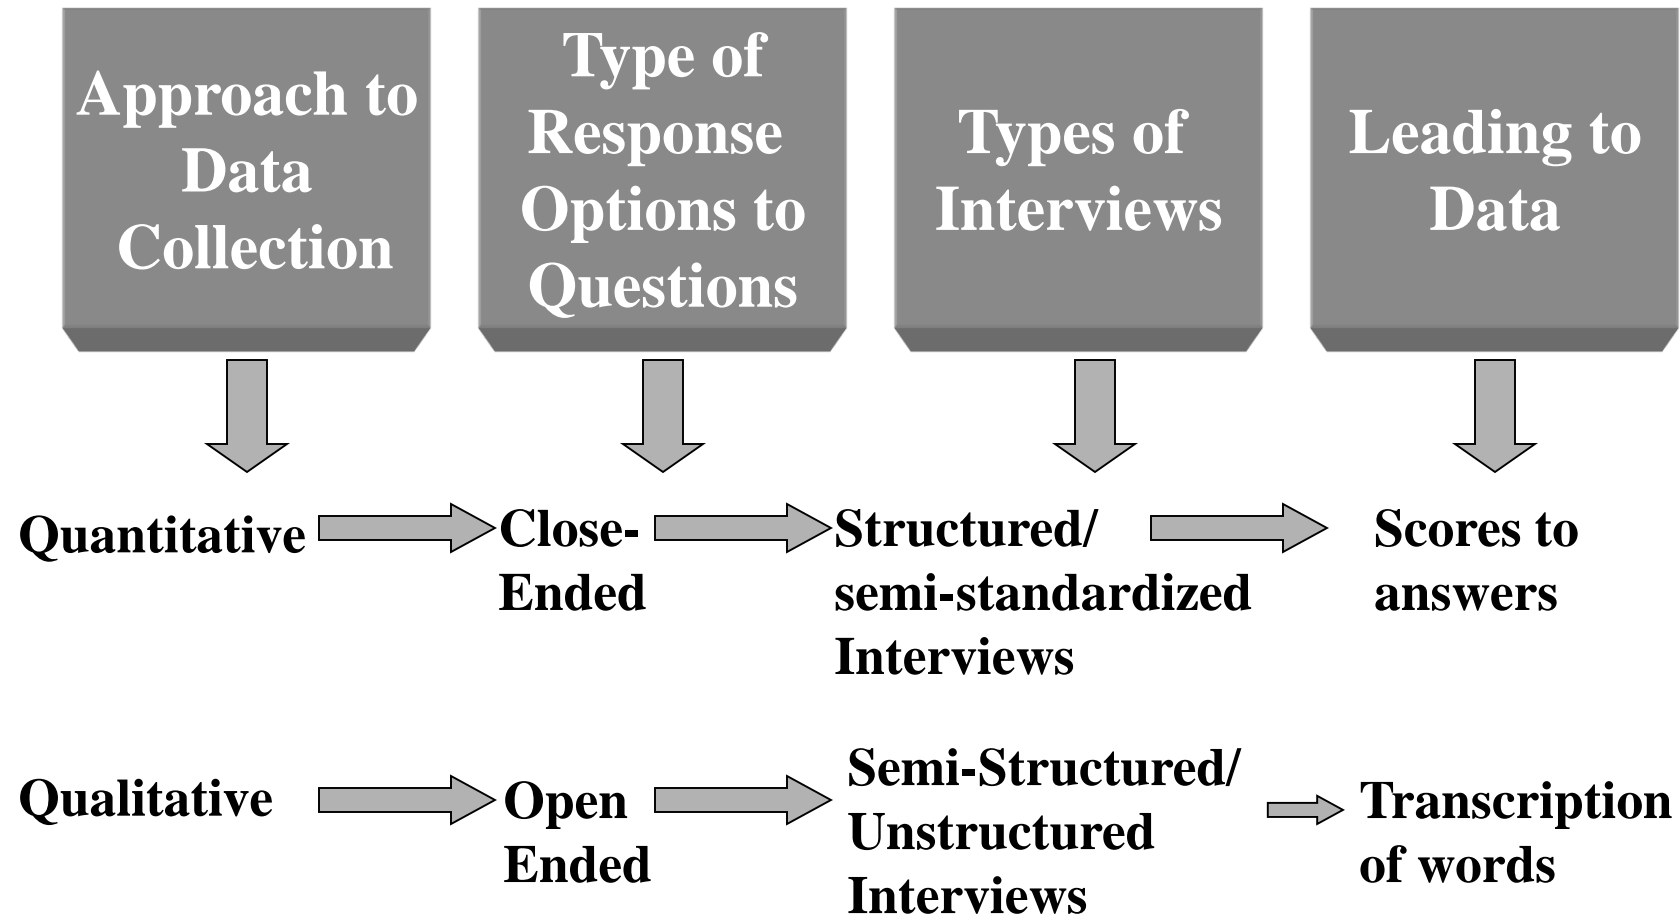 Approach to
Data
Collection
Type of
Response
Options to
Questions
Types of
Interviews
Leading to
Data
Quantitative
Close-
Ended
Structured/
semi-standardized
Interviews
Scores to
answers
Qualitative
Open
Ended
Semi-Structured/
Unstructured
Interviews
Transcription
of words